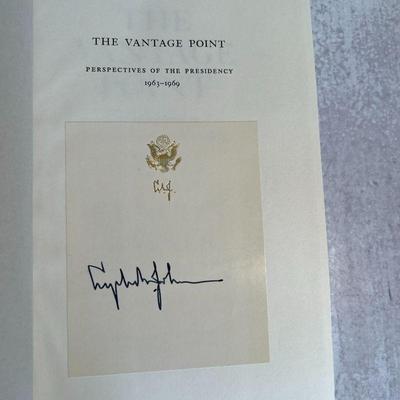 THE VANTAGE POINT
PERSPECTIVES OF THE PRESIDENCY
1963–1969